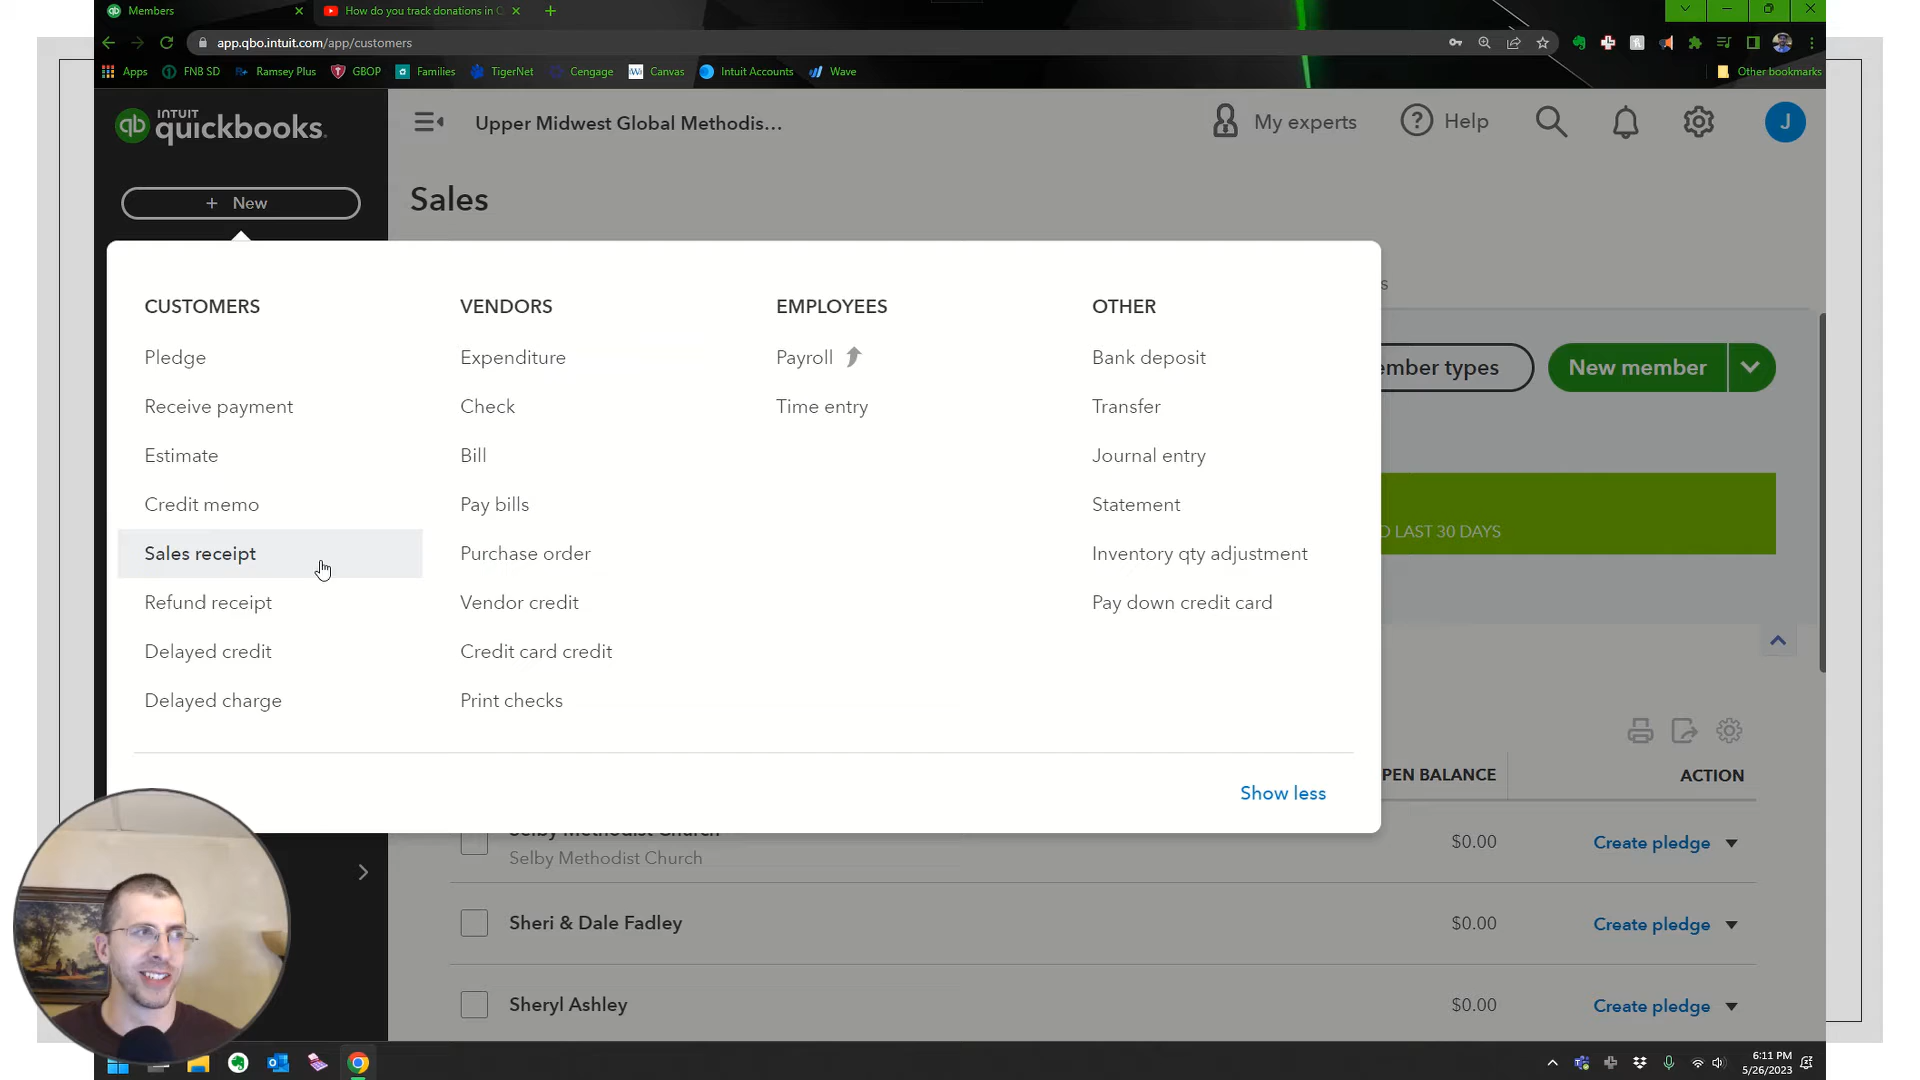 Members
How do you track donations in
app.qbo.intuit.com/app/customers
Apps FNB SD Ramsey Plus GBOP Families TigerNet Cengage Canvas Intuit Accounts Wave Other bookmarks
INTUIT
quickbooks.
Upper Midwest Global Methodis...
My experts Help J
+ New
Sales
CUSTOMERS VENDORS EMPLOYEES OTHER
Pledge Expenditure Payroll Bank deposit
Receive payment Check Time entry Transfer
Estimate Bill Journal entry
Credit memo Pay bills Statement
Sales receipt Purchase order Inventory qty adjustment
Refund receipt Vendor credit Pay down credit card
Delayed credit Credit card credit
Delayed charge Print checks
Show less
types New member
LAST 30 DAYS
BALANCE ACTION
Selby Methodist Church $0.00 Create pledge
Selby Methodist Church
Sheri & Dale Fadley $0.00 Create pledge
Sheryl Ashley $0.00 Create pledge
6:11 PM
5/26/2023